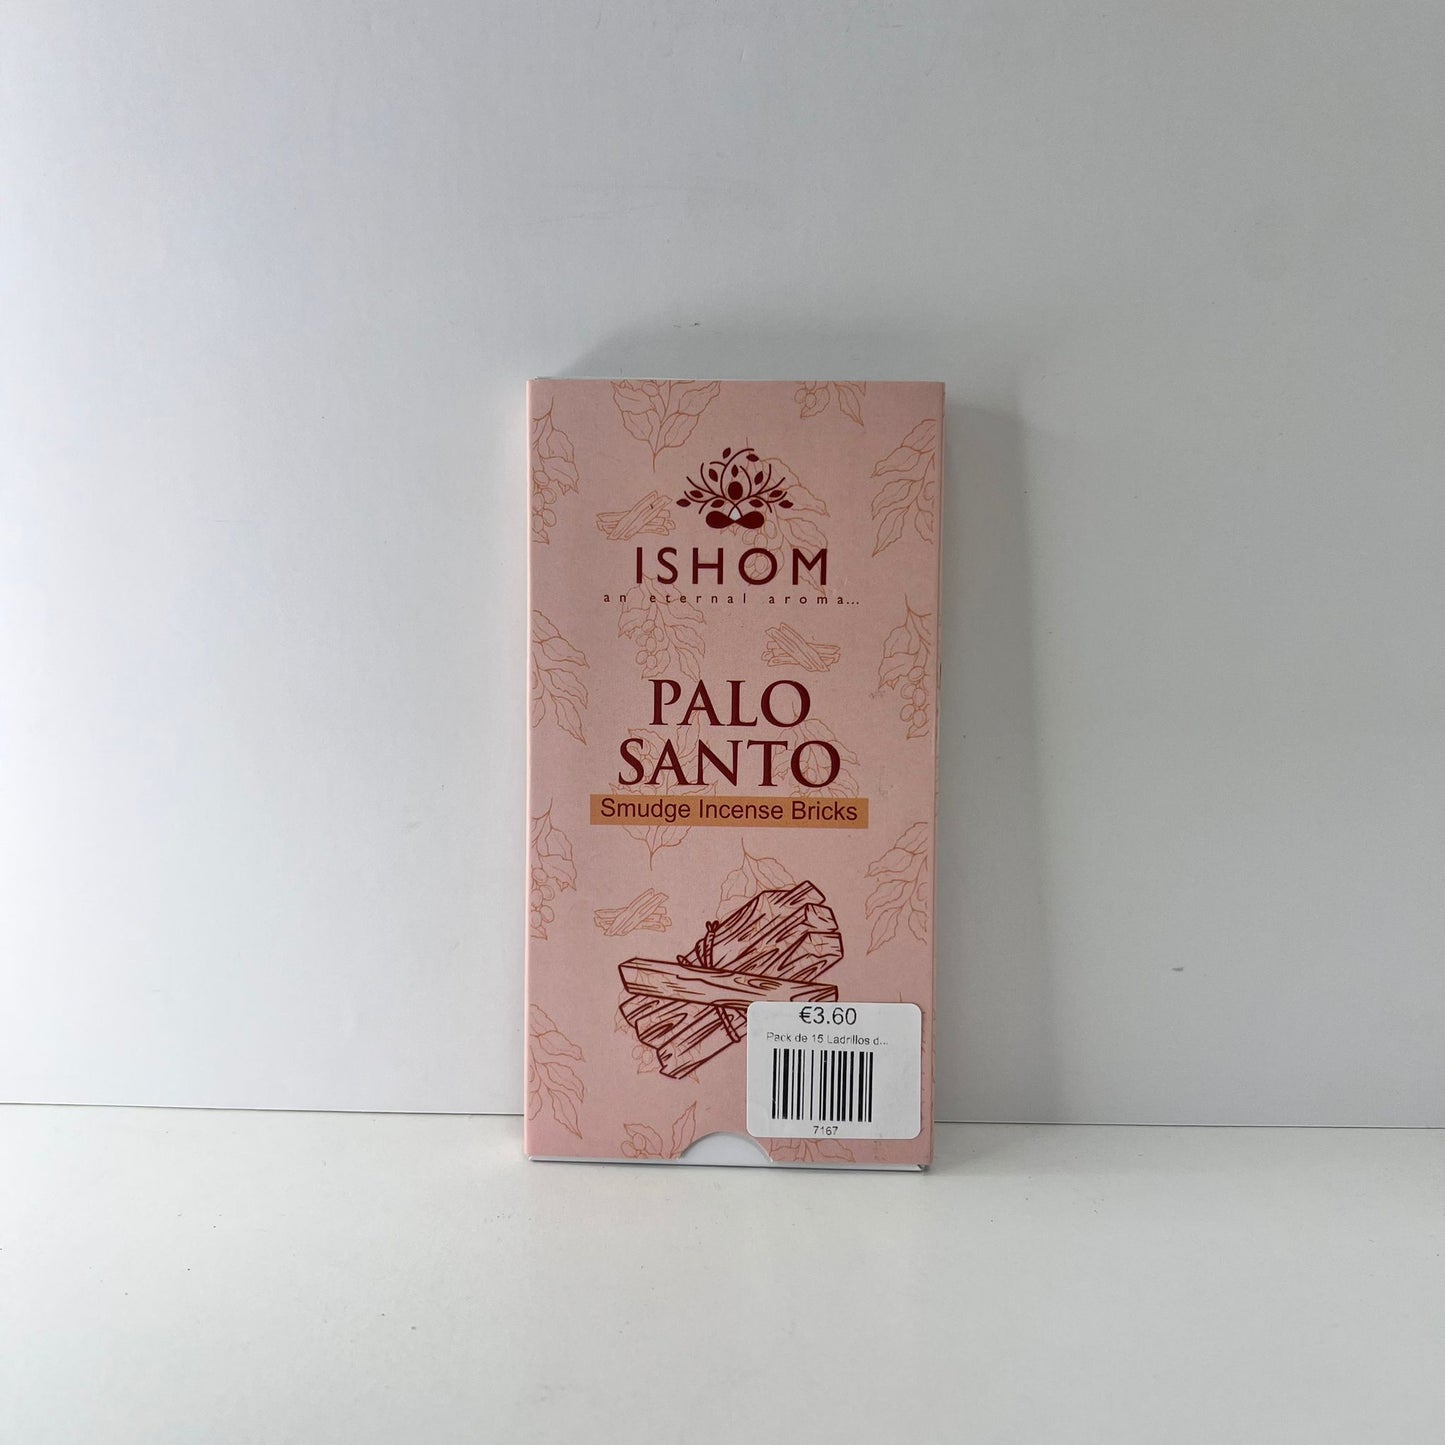 ISHOM
an eternal aroma...
PALO
SANTO
Smudge Incense Bricks
€3.60
Pack de 15 Ladrillos d...
7167